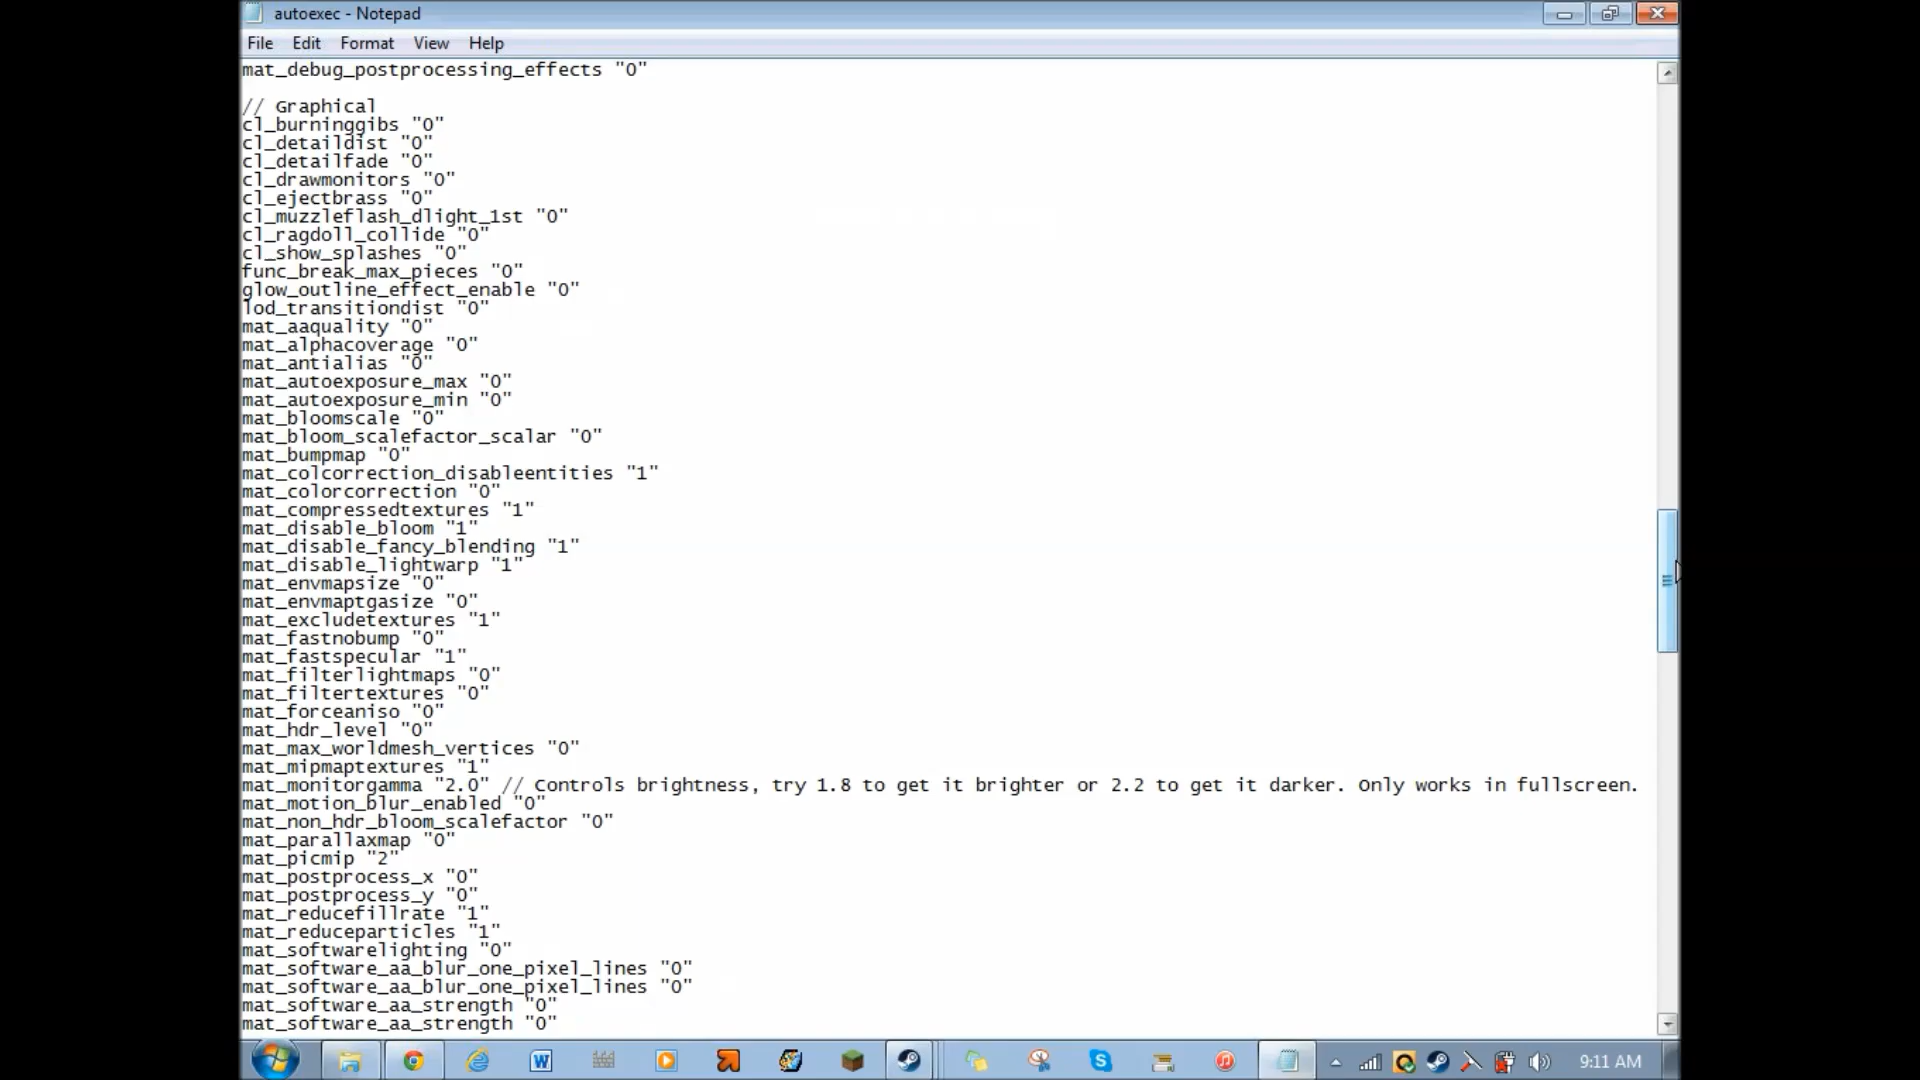 autoexec - Notepad
File Edit Format View Help
mat_debug_postprocessing_effects "0"
// Graphical
cl_burninggibs "0"
cl_detaildist "0"
cl_detailfade "0"
cl_drawmonitors "0"
cl_ejectbrass "0"
cl_muzzleflash_dlight_1st "0"
cl_ragdoll_collide "0"
cl_show_splashes "0"
func_break_max_pieces "0"
glow_outline_effect_enable "0"
lod_transitiondist "0"
mat_aaquality "0"
mat_alphacoverage "0"
mat_antialias "0"
mat_autoexposure_max "0"
mat_autoexposure_min "0"
mat_bloomscale "0"
mat_bloom_scalefactor_scalar "0"
mat_bumpmap "0"
mat_colcorrection_disableentities "1"
mat_colorcorrection "0"
mat_compressedtextures "1"
mat_disable_bloom "1"
mat_disable_fancy_blending "1"
mat_disable_lightwarp "1"
mat_envmapsize "0"
mat_envmaptgasize "0"
mat_excludetextures "1"
mat_fastnobump "0"
mat_fastspecular "1"
mat_filterlightmaps "0"
mat_filtertextures "0"
mat_forceaniso "0"
mat_hdr_level "0"
mat_max_worldmesh_vertices "0"
mat_mipmaptextures "1"
mat_monitorgamma "2.0" // Controls brightness, try 1.8 to get it brighter or 2.2 to get it darker. Only works in fullscreen.
mat_motion_blur_enabled "0"
mat_non_hdr_bloom_scalefactor "0"
mat_parallaxmap "0"
mat_picmip "2"
mat_postprocess_x "0"
mat_postprocess_y "0"
mat_reducefillrate "1"
mat_reduceparticles "1"
mat_softwarelighting "0"
mat_software_aa_blur_one_pixel_lines "0"
mat_software_aa_blur_one_pixel_lines "0"
mat_software_aa_strength "0"
mat_software_aa_strength "0"
9:11 AM